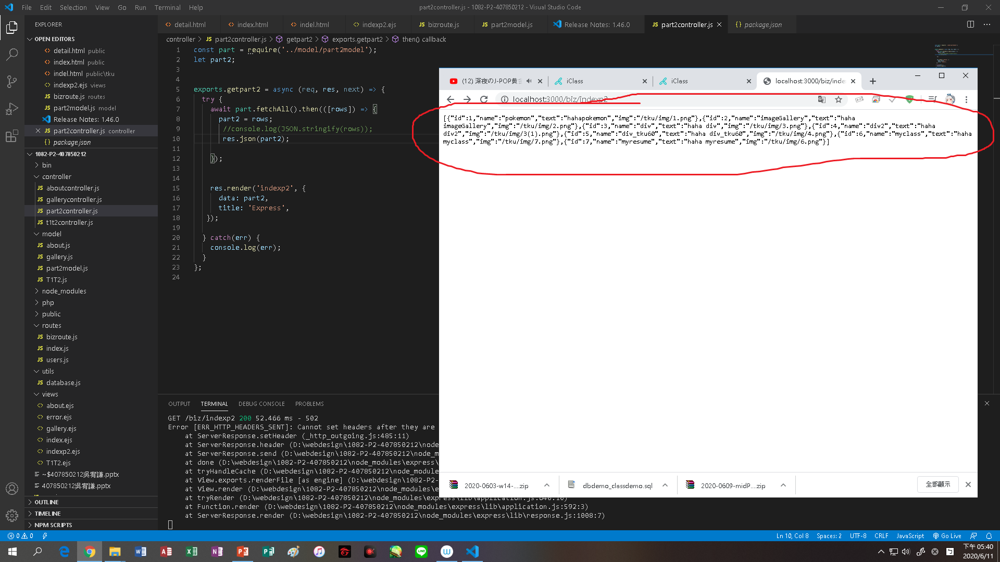 File Edit Selection View Go Run Terminal Help
part2controller.js - 1082-P2-407850212 - Visual Studio Code
EXPLORER
OPEN EDITORS
detail.html public
index.html public
indel.html public\tku
indexp2.ejs views
bizroute.js routes
part2model.js model
Release Notes: 1.46.0
part2controller.js controller
package.json
1082-P2-407850212
bin
controller
aboutcontroller.js
gallerycontroller.js
part2controller.js
t1t2controller.js
model
about.js
gallery.js
part2model.js
T1T2.js
node_modules
php
public
routes
bizroute.js
index.js
users.js
utils
database.js
views
about.ejs
error.ejs
gallery.ejs
index.ejs
indexp2.ejs
T1T2.ejs
~$407850212吳宥謙.pptx
407850212吳宥謙.pptx
OUTLINE
TIMELINE
NPM SCRIPTS
detail.html index.html indel.html indexp2.ejs bizroute.js part2model.js Release Notes: 1.46.0 part2controller.js package.json
controller > part2controller.js > getpart2 > exports.getpart2 > then() callback
1 const part = require('../model/part2model');
2 let part2;
3
4
5 exports.getpart2 = async (req, res, next) => {
6 try {
7 await part.fetchAll().then(([rows]) => {
8 part2 = rows;
9 //console.log(JSON.stringify(rows));
10 res.json(part2);
11
12 });
13
14
15 res.render('indexp2', {
16 data: part2,
17 title: 'Express',
18 });
19
20 } catch(err) {
21 console.log(err);
22 }
23 };
24
(12) 深夜のJ-POP黄金 iClass iClass localhost:3000/biz/inde
localhost:3000/biz/indexp2
[{"id":1,"name":"pokemon","text":"hahapokemon","img":"/tku/img/1.png"},{"id":2,"name":"imageGallery","text":"haha
imageGallery","img":"/tku/img/2.png"},{"id":3,"name":"div","text":"haha div","img":"/tku/img/3.png"},{"id":4,"name":"div2","text":"haha
div2","img":"/tku/img/3(1).png"},{"id":5,"name":"div_tku60","text":"haha div_tku60","img":"/tku/img/4.png"},{"id":6,"name":"myclass","text":"haha
myclass","img":"/tku/img/7.png"},{"id":7,"name":"myresume","text":"haha myresume","img":"/tku/img/6.png"}]
2020-0603-w14-....zip dbdemo_classdemo.sql 2020-0609-midP....zip 全部顯示
OUTPUT TERMINAL DEBUG CONSOLE PROBLEMS
GET /biz/indexp2 200 52.466 ms - 502
Error [ERR_HTTP_HEADERS_SENT]: Cannot set headers after they are
at ServerResponse.setHeader (_http_outgoing.js:485:11)
at ServerResponse.header (D:\webdesign\1082-P2-407850212\node
at ServerResponse.send (D:\webdesign\1082-P2-407850212\node_m
at done (D:\webdesign\1082-P2-407850212\node_modules\express\
at tryHandleCache (D:\webdesign\1082-P2-407850212\node_module
at View.exports.renderFile [as engine] (D:\webdesign\1082-P2-
at View.render (D:\webdesign\1082-P2-407850212\node_modules\e
at tryRender (D:\webdesign\1082-P2-407850212\node_modules\express\lib\application.js:640:10)
at Function.render (D:\webdesign\1082-P2-407850212\node_modules\express\lib\application.js:592:3)
at ServerResponse.render (D:\webdesign\1082-P2-407850212\node_modules\express\lib\response.js:1008:7)
0 0 Ln 10, Col 8 Spaces: 2 UTF-8 CRLF JavaScript Go Live
下午 05:40
2020/6/11